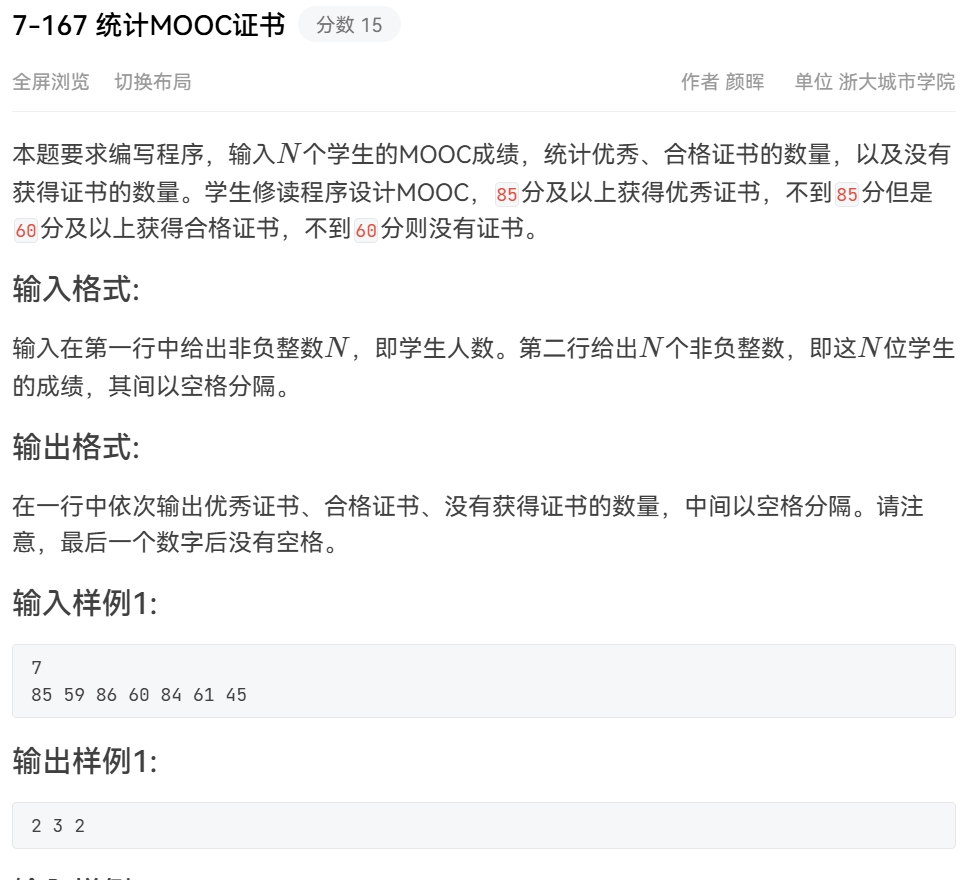 7-167 统计MOOC证书 分数 15
全屏浏览 切换布局 作者 颜晖 单位 浙大城市学院
本题要求编写程序，输入N个学生的MOOC成绩，统计优秀、合格证书的数量，以及没有
获得证书的数量。学生修读程序设计MOOC，85分及以上获得优秀证书，不到85分但是
60分及以上获得合格证书，不到60分则没有证书。
输入格式:
输入在第一行中给出非负整数N，即学生人数。第二行给出N个非负整数，即这N位学生
的成绩，其间以空格分隔。
输出格式:
在一行中依次输出优秀证书、合格证书、没有获得证书的数量，中间以空格分隔。请注
意，最后一个数字后没有空格。
输入样例1:
7
85 59 86 60 84 61 45
输出样例1:
2 3 2